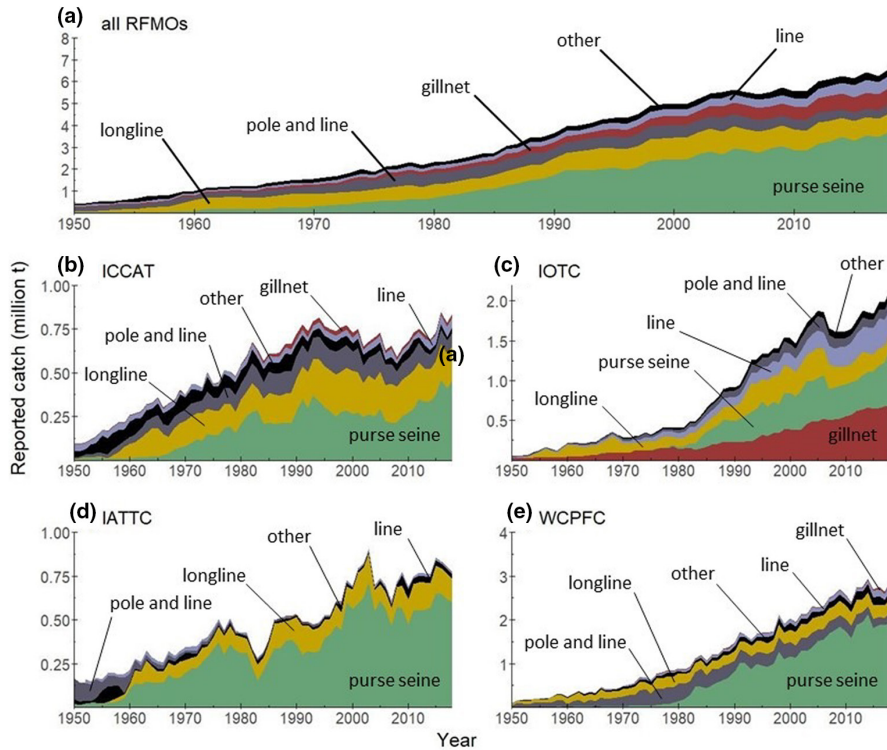 (a) all RFMOs
8
7
6
5
4
3
2
1
longline
pole and line
gillnet
other
line
purse seine
1950 1960 1970 1980 1990 2000 2010
Reported catch (million t)
(b) ICCAT
1.00
0.75
0.50
0.25
longline
pole and line
other
gillnet
line
(a)
purse seine
1950 1960 1970 1980 1990 2000 2010
(c) IOTC
2.0
1.5
1.0
0.5
longline
purse seine
line
pole and line
other
gillnet
1950 1960 1970 1980 1990 2000 2010
(d) IATTC
1.00
0.75
0.50
0.25
pole and line
longline
other
line
purse seine
1950 1960 1970 1980 1990 2000 2010
(e) WCPFC
4
3
2
1
pole and line
longline
other
line
gillnet
purse seine
1950 1960 1970 1980 1990 2000 2010
Year